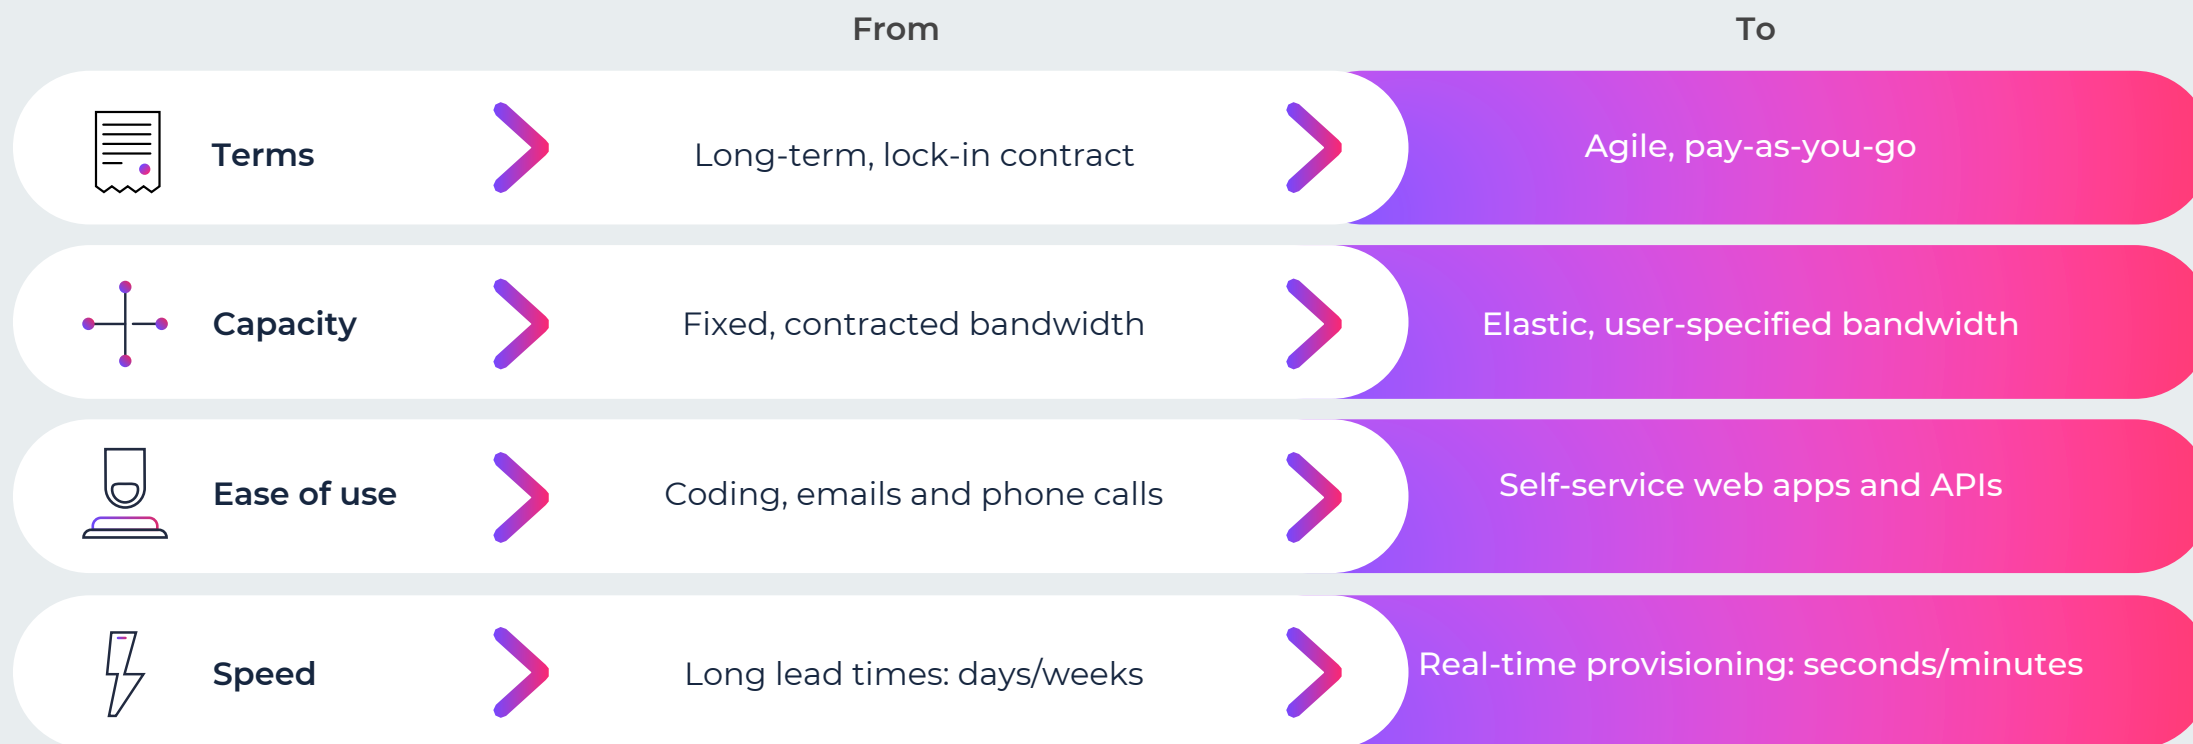 From To
Terms Long-term, lock-in contract Agile, pay-as-you-go
Capacity Fixed, contracted bandwidth Elastic, user-specified bandwidth
Ease of use Coding, emails and phone calls Self-service web apps and APIs
Speed Long lead times: days/weeks Real-time provisioning: seconds/minutes